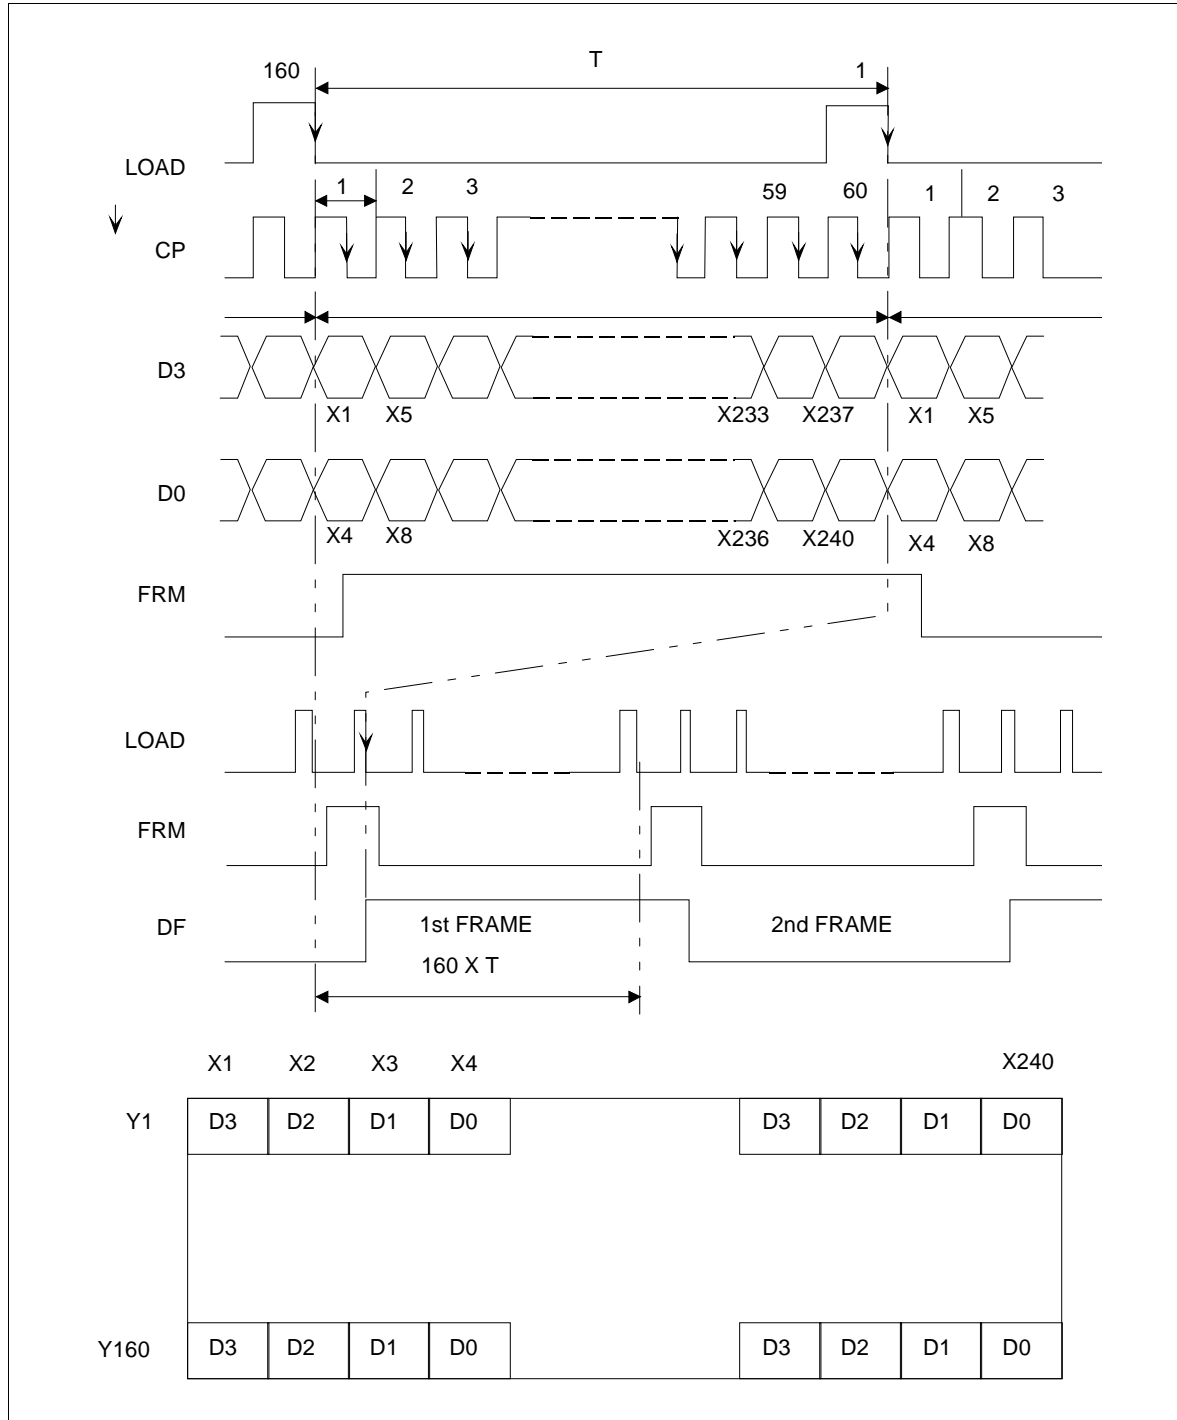 T
160 1
LOAD
1 2 3 59 60 1 2 3
CP
D3
X1 X5 X233 X237 X1 X5
D0
X4 X8 X236 X240 X4 X8
FRM
LOAD
FRM
DF 1st FRAME 2nd FRAME
160 X T
X1 X2 X3 X4 X240
Y1 D3 D2 D1 D0 D3 D2 D1 D0
Y160 D3 D2 D1 D0 D3 D2 D1 D0